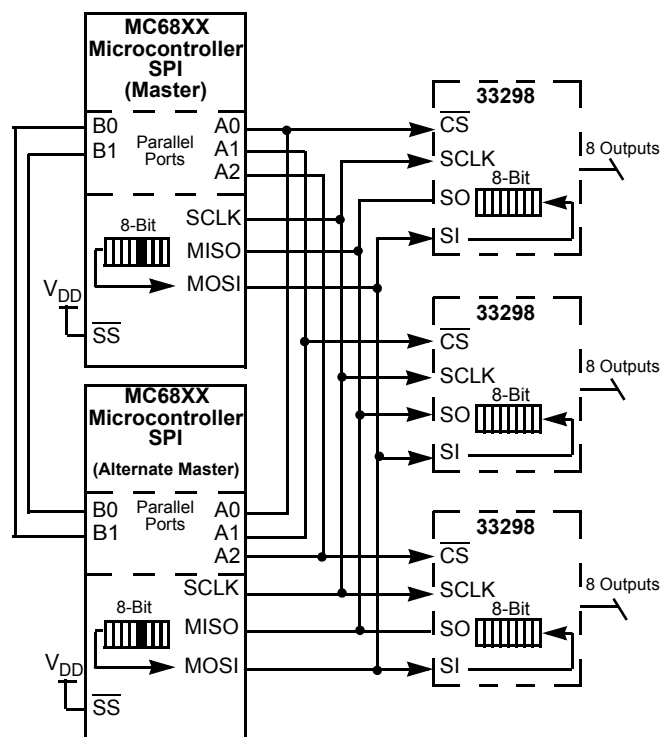 MC68XX
Microcontroller
SPI
(Master)
B0
B1
Parallel
Ports
A0
A1
A2
8-Bit
SCLK
MISO
MOSI
VDD
SS
MC68XX
Microcontroller
SPI
(Alternate Master)
B0
B1
Parallel
Ports
A0
A1
A2
SCLK
8-Bit
MISO
MOSI
VDD
SS
33298
CS
SCLK
SO
8-Bit
SI
8 Outputs
33298
CS
SCLK
SO
8-Bit
SI
8 Outputs
33298
CS
SCLK
SO
8-Bit
SI
8 Outputs